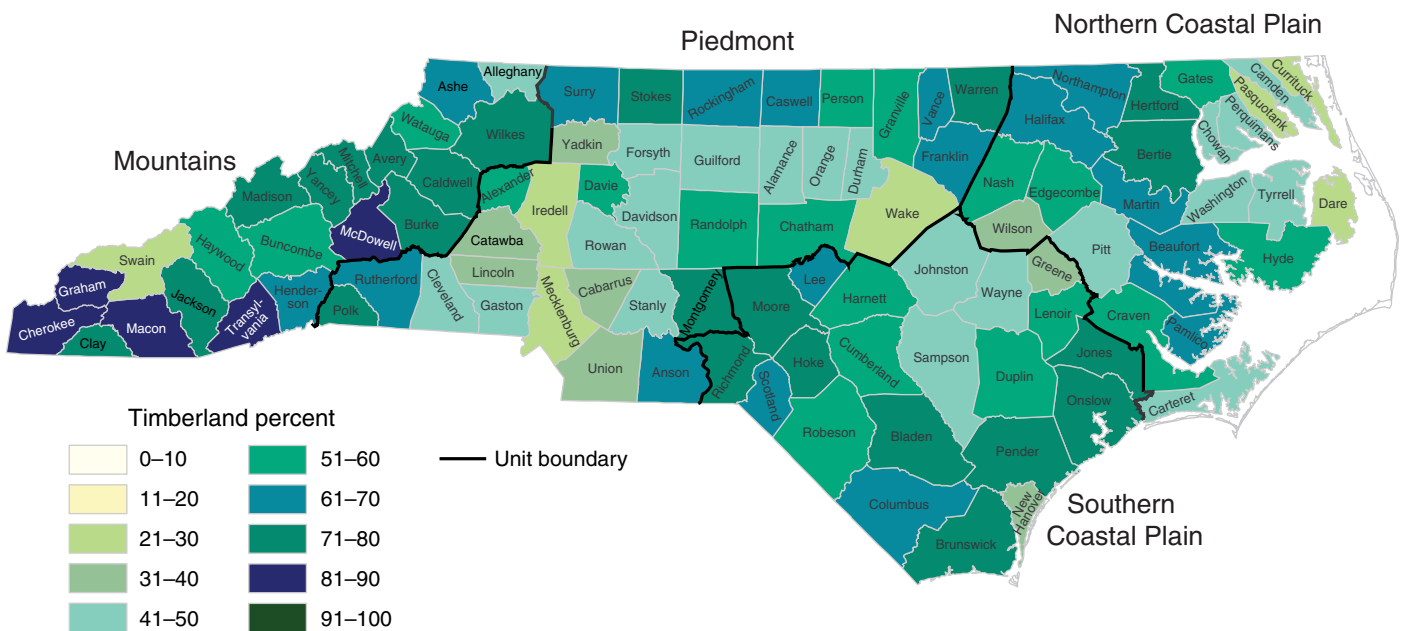 Northern Coastal Plain
Piedmont
Mountains
Southern
Coastal Plain
Ashe
Alleghany
Surry
Stokes
Rockingham
Caswell
Person
Granville
Vance
Warren
Northampton
Halifax
Hertford
Gates
Currituck
Camden
Pasquotank
Perquimans
Chowan
Watauga
Wilkes
Yadkin
Forsyth
Guilford
Alamance
Orange
Durham
Franklin
Bertie
Mitchell
Avery
Yancey
Madison
Caldwell
Alexander
Davie
Iredell
Nash
Edgecombe
Martin
Washington
Tyrrell
Dare
Burke
McDowell
Catawba
Rowan
Davidson
Randolph
Chatham
Wake
Wilson
Pitt
Beaufort
Hyde
Haywood
Buncombe
Swain
Graham
Cherokee
Macon
Clay
Jackson
Transyl-
vania
Hender-
son
Rutherford
Polk
Cleveland
Lincoln
Gaston
Mecklenburg
Cabarrus
Stanly
Montgomery
Moore
Lee
Harnett
Johnston
Wayne
Greene
Lenoir
Craven
Pamlico
Union
Anson
Richmond
Scotland
Hoke
Cumberland
Sampson
Duplin
Jones
Onslow
Carteret
Robeson
Bladen
Pender
Columbus
Brunswick
New
Hanover
Timberland percent
0–10
11–20
21–30
31–40
41–50
51–60
61–70
71–80
81–90
91–100
Unit boundary